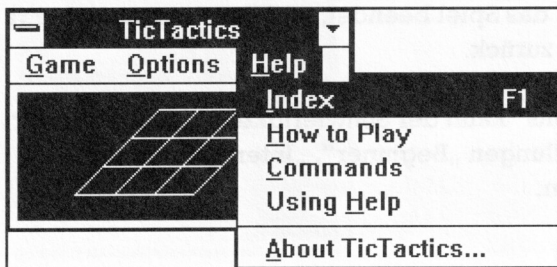 TicTactics
Game Options Help
Index F1
How to Play
Commands
Using Help
About TicTactics...